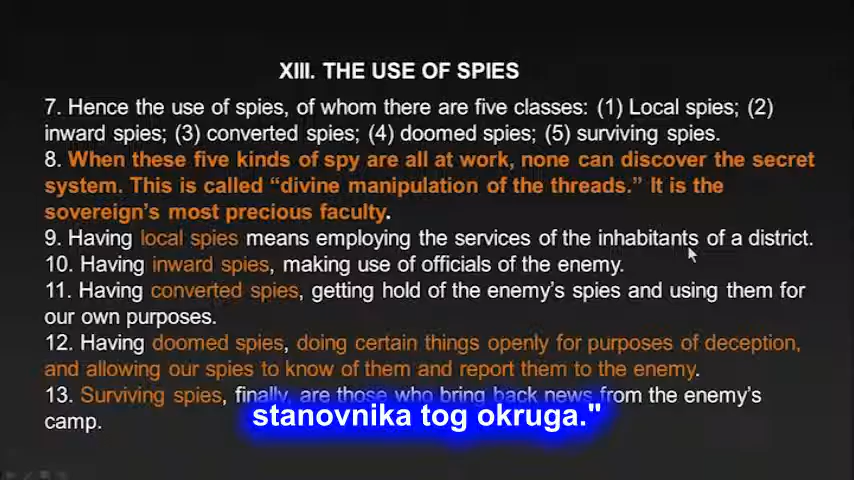 XIII. THE USE OF SPIES
7. Hence the use of spies, of whom there are five classes: (1) Local spies; (2)
inward spies; (3) converted spies; (4) doomed spies; (5) surviving spies.
8. When these five kinds of spy are all at work, none can discover the secret
system. This is called “divine manipulation of the threads.” It is the
sovereign’s most precious faculty.
9. Having local spies means employing the services of the inhabitants of a district.
10. Having inward spies, making use of officials of the enemy.
11. Having converted spies, getting hold of the enemy’s spies and using them for
our own purposes.
12. Having doomed spies, doing certain things openly for purposes of deception,
and allowing our spies to know of them and report them to the enemy.
13. Surviving spies, finally, are those who bring back news from the enemy’s
camp.
stanovnika tog okruga."